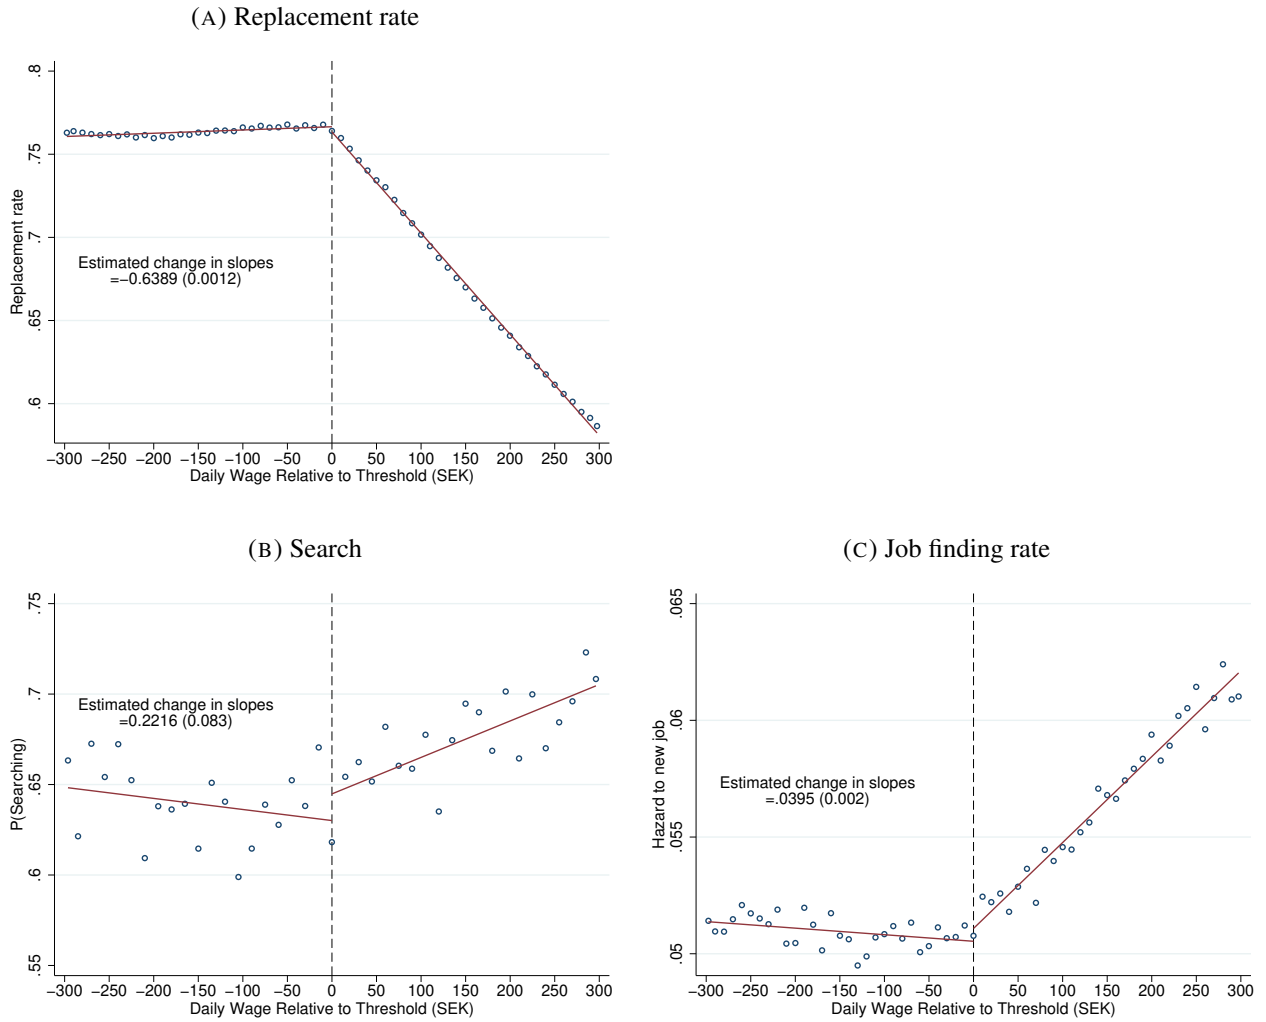 (A) Replacement rate
.8
.75
.7
.65
.6
Replacement rate
Estimated change in slopes
=−0.6389 (0.0012)
−300 −250 −200 −150 −100 −50 0 50 100 150 200 250 300
Daily Wage Relative to Threshold (SEK)
(B) Search
.75
.7
.65
.6
.55
P(Searching)
Estimated change in slopes
=0.2216 (0.083)
−300 −250 −200 −150 −100 −50 0 50 100 150 200 250 300
Daily Wage Relative to Threshold (SEK)
(C) Job finding rate
.065
.06
.055
.05
Hazard to new job
Estimated change in slopes
=.0395 (0.002)
−300 −250 −200 −150 −100 −50 0 50 100 150 200 250 300
Daily Wage Relative to Threshold (SEK)